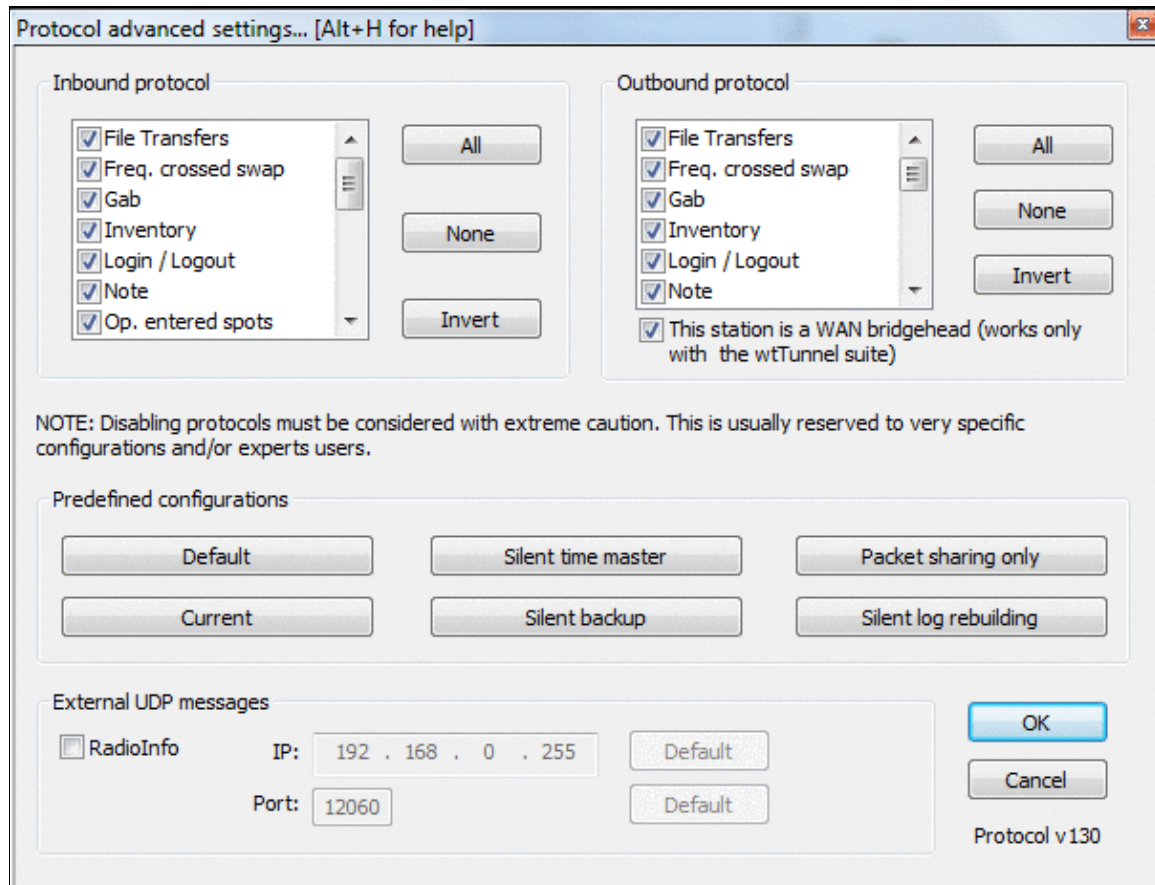 Protocol advanced settings... [Alt+H for help]
Inbound protocol
File Transfers
Freq. crossed swap
Gab
Inventory
Login / Logout
Note
Op. entered spots
All
None
Invert
Outbound protocol
File Transfers
Freq. crossed swap
Gab
Inventory
Login / Logout
Note
All
None
Invert
This station is a WAN bridgehead (works only
with the wtTunnel suite)
NOTE: Disabling protocols must be considered with extreme caution. This is usually reserved to very specific
configurations and/or experts users.
Predefined configurations
Default
Silent time master
Packet sharing only
Current
Silent backup
Silent log rebuilding
External UDP messages
RadioInfo
IP: 192 . 168 . 0 . 255
Default
Port: 12060
Default
OK
Cancel
Protocol v130